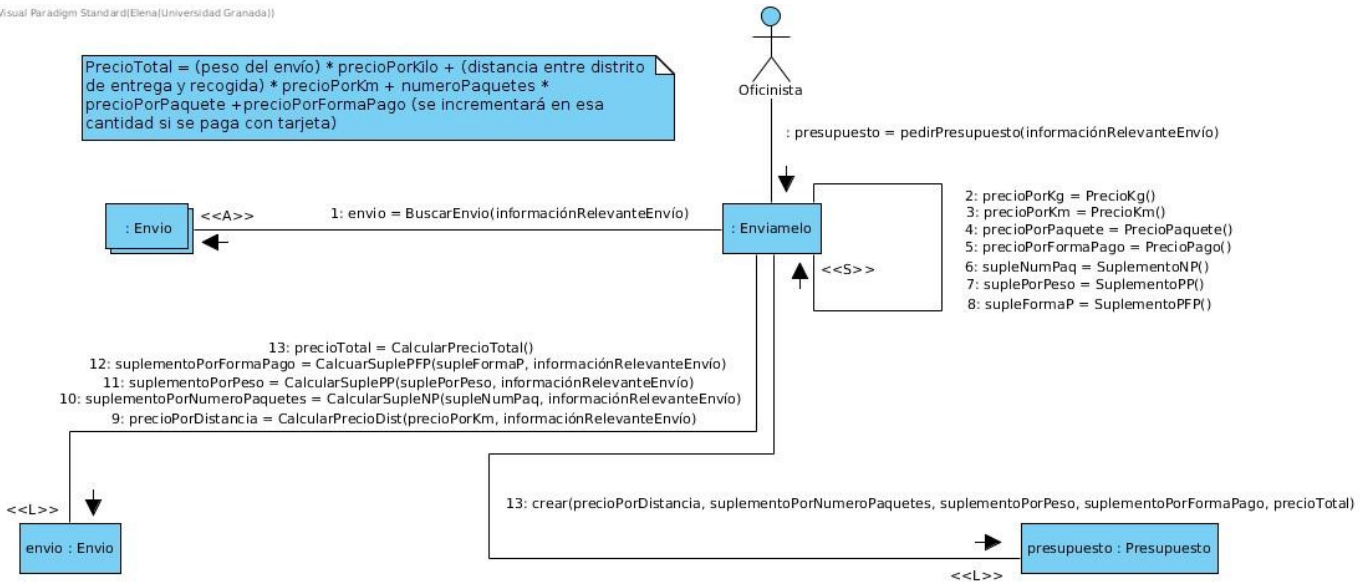 Visual Paradigm Standard(Elena(Universidad Granada))
PrecioTotal = (peso del envío) * precioPorKilo + (distancia entre distrito
de entrega y recogida) * precioPorKm + numeroPaquetes *
precioPorPaquete +precioPorFormaPago (se incrementará en esa
cantidad si se paga con tarjeta)
Oficinista
: presupuesto = pedirPresupuesto(informaciónRelevanteEnvío)
: Envio
<<A>>
1: envio = BuscarEnvio(informaciónRelevanteEnvío)
: Enviamelo
<<S>>
2: precioPorKg = PrecioKg()
3: precioPorKm = PrecioKm()
4: precioPorPaquete = PrecioPaquete()
5: precioPorFormaPago = PrecioPago()
6: supleNumPaq = SuplementoNP()
7: suplePorPeso = SuplementoPP()
8: supleFormaP = SuplementoPFP()
13: precioTotal = CalcularPrecioTotal()
12: suplementoPorFormaPago = CalcuarSuplePFP(supleFormaP, informaciónRelevanteEnvío)
11: suplementoPorPeso = CalcularSuplePP(suplePorPeso, informaciónRelevanteEnvío)
10: suplementoPorNumeroPaquetes = CalcularSupleNP(supleNumPaq, informaciónRelevanteEnvío)
9: precioPorDistancia = CalcularPrecioDist(precioPorKm, informaciónRelevanteEnvío)
<<L>>
envio : Envio
13: crear(precioPorDistancia, suplementoPorNumeroPaquetes, suplementoPorPeso, suplementoPorFormaPago, precioTotal)
presupuesto : Presupuesto
<<L>>